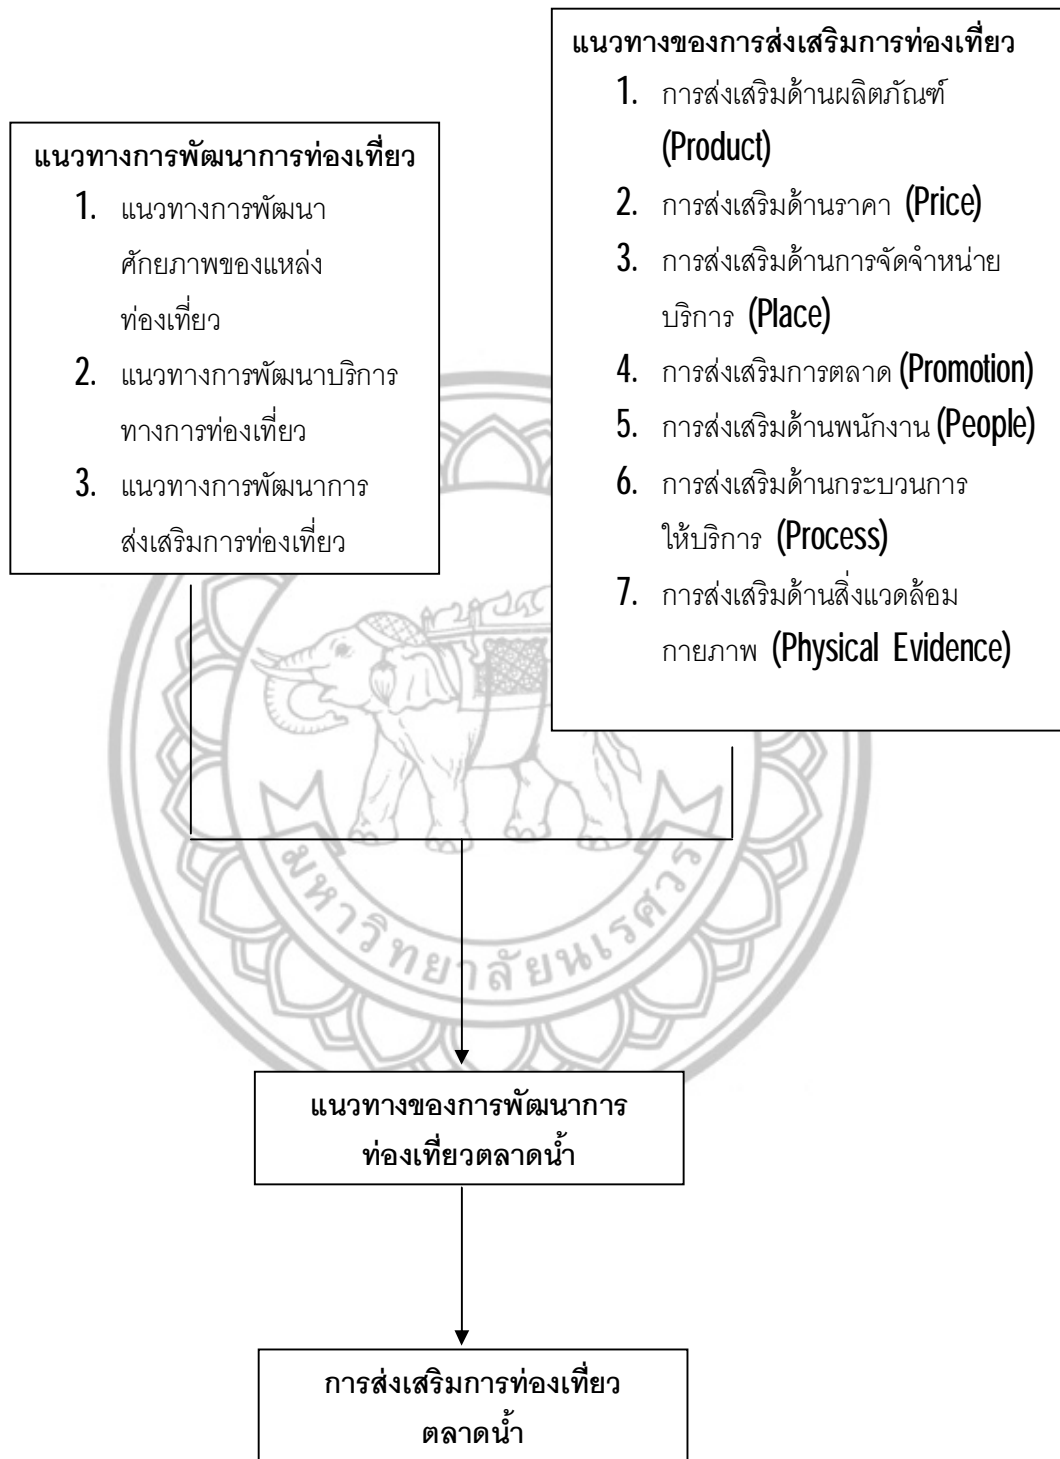 แนวทางการพัฒนาการท่องเที่ยว
1. แนวทางการพัฒนา
ศักยภาพของแหล่ง
ท่องเที่ยว
2. แนวทางการพัฒนาบริการ
ทางการท่องเที่ยว
3. แนวทางการพัฒนาการ
ส่งเสริมการท่องเที่ยว
แนวทางของการส่งเสริมการท่องเที่ยว
1. การส่งเสริมด้านผลิตภัณฑ์
(Product)
2. การส่งเสริมด้านราคา (Price)
3. การส่งเสริมด้านการจัดจำหน่าย
บริการ (Place)
4. การส่งเสริมการตลาด (Promotion)
5. การส่งเสริมด้านพนักงาน (People)
6. การส่งเสริมด้านกระบวนการ
ให้บริการ (Process)
7. การส่งเสริมด้านสิ่งแวดล้อม
กายภาพ (Physical Evidence)
มหาวิทยาลัยนเรศวร
แนวทางของการพัฒนาการ
ท่องเที่ยวตลาดน้ำ
การส่งเสริมการท่องเที่ยว
ตลาดน้ำ